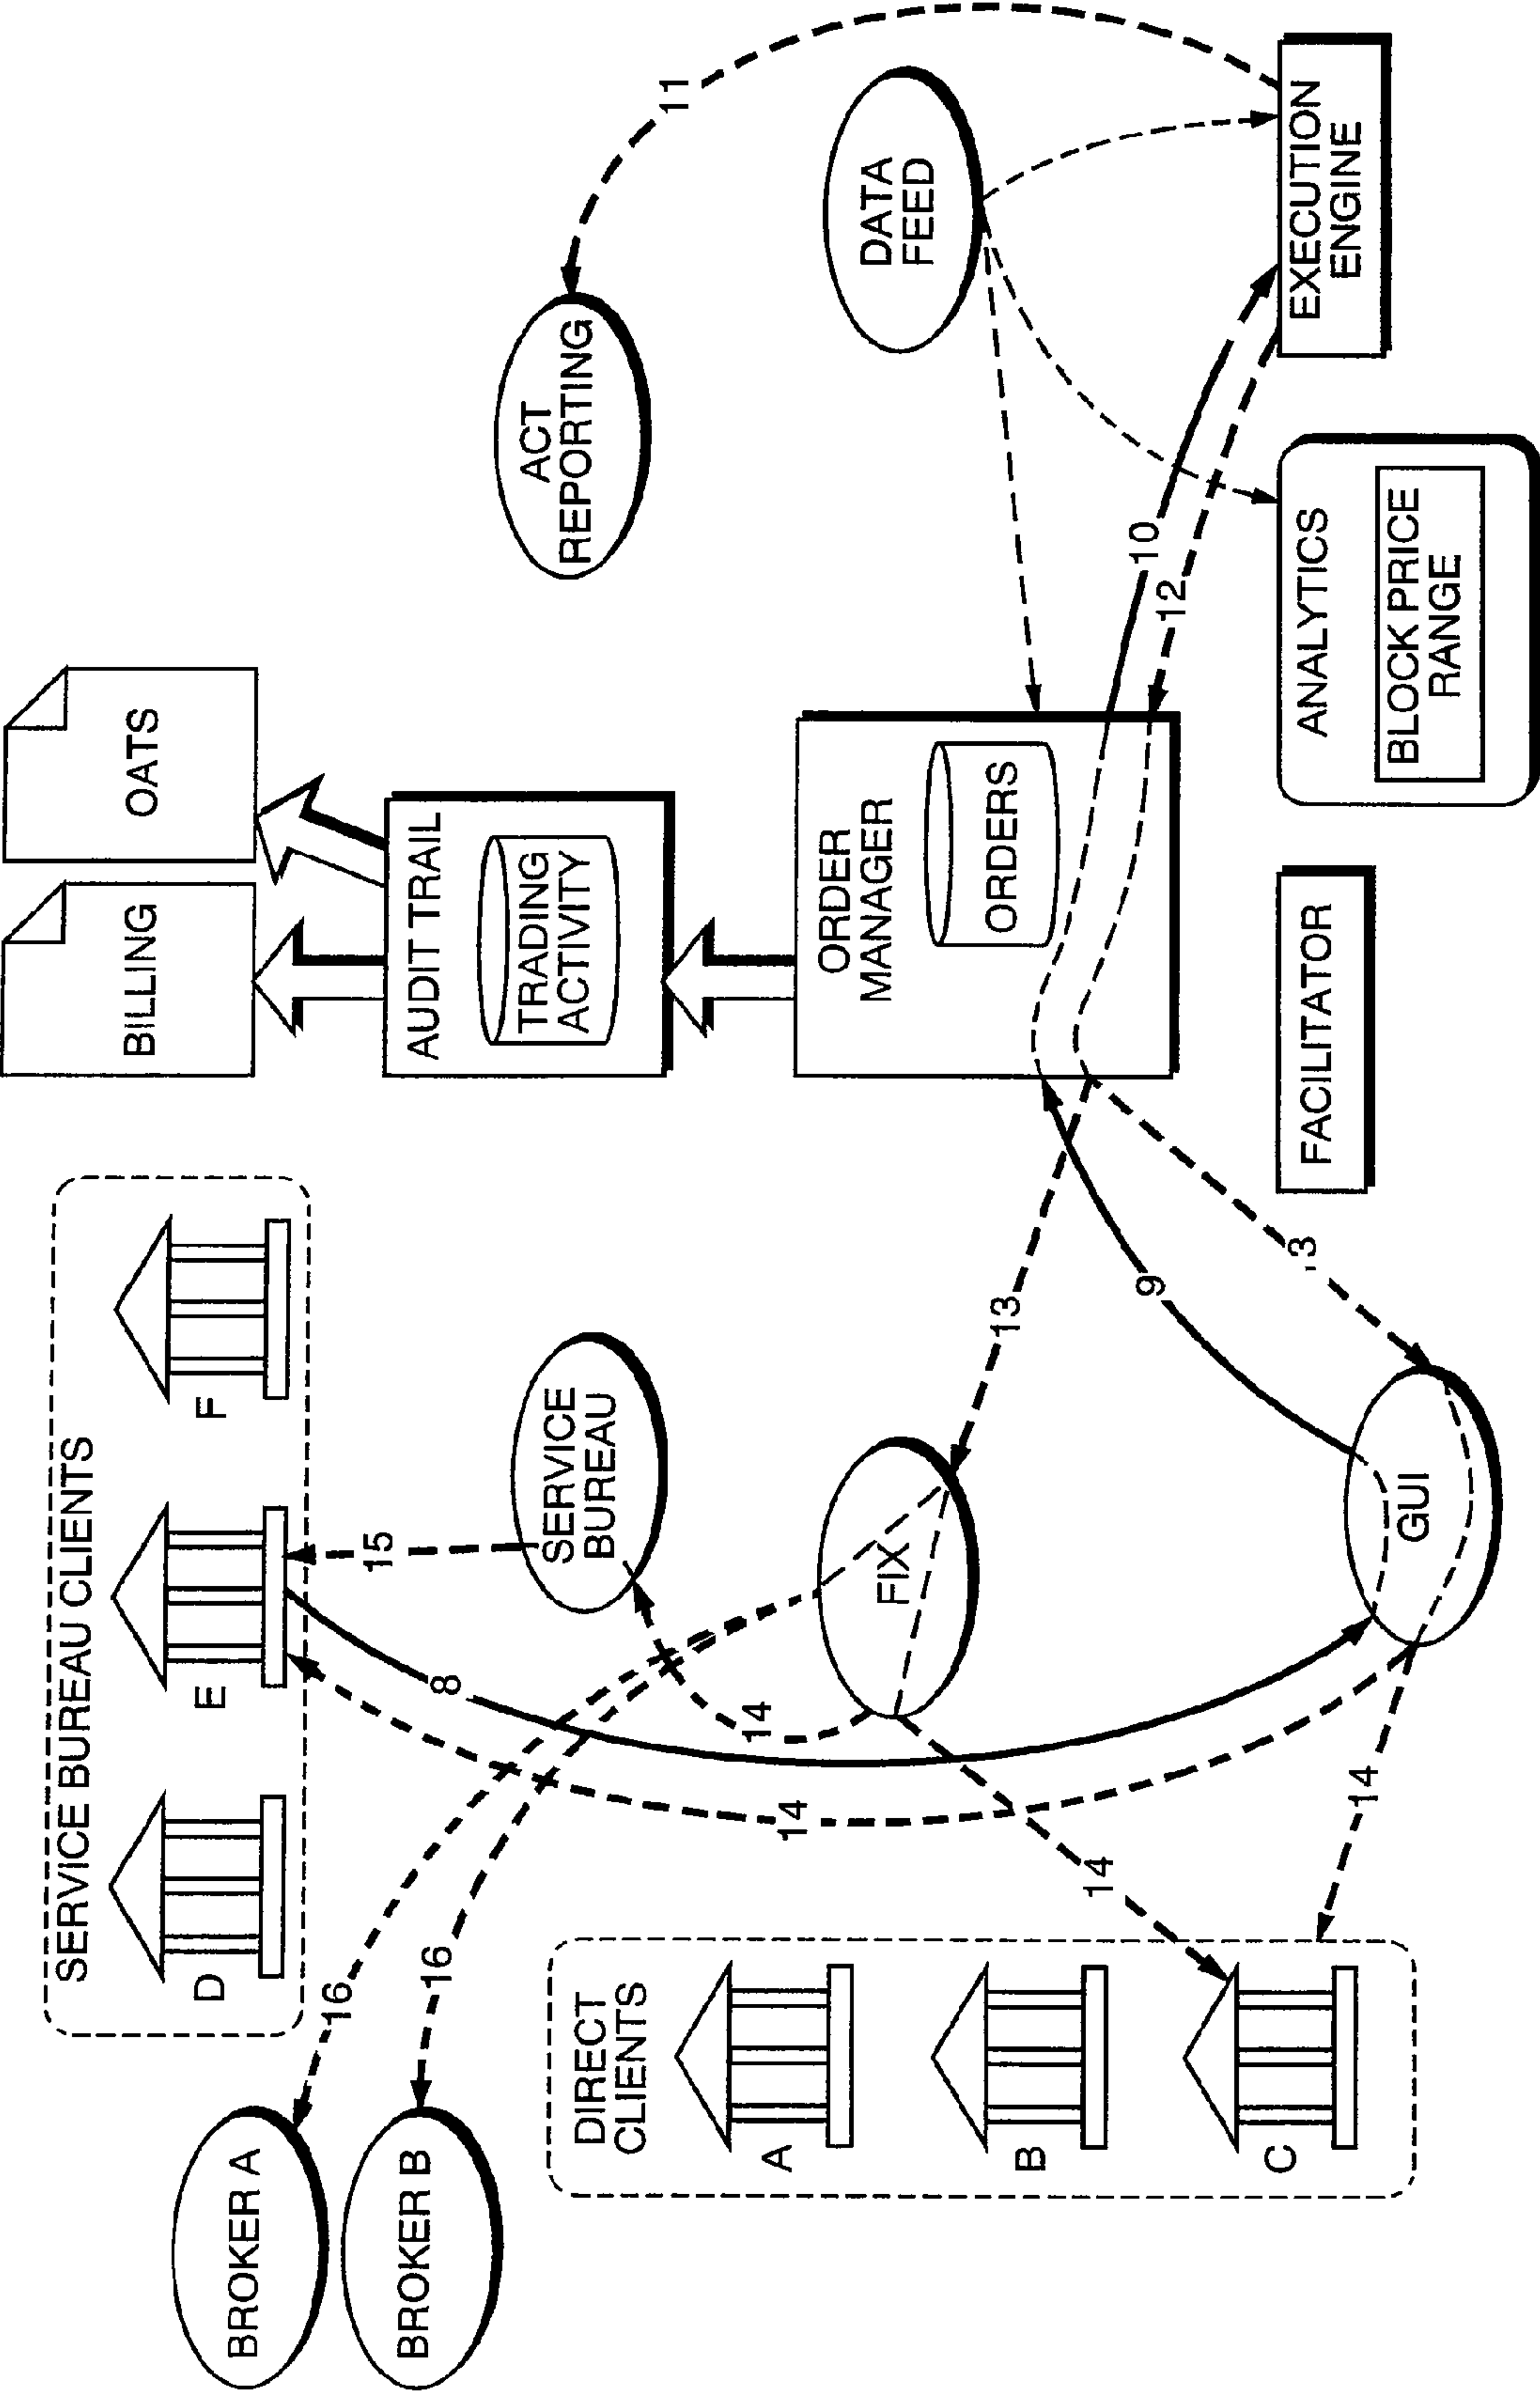 BROKER A
BROKER B
SERVICE BUREAU CLIENTS
D
E
F
BILLING
OATS
AUDIT TRAIL
TRADING
ACTIVITY
ACT
REPORTING
11
16
16
8
15
SERVICE
BUREAU
DIRECT
CLIENTS
A
B
C
14
14
14
14
FIX
13
ORDER
MANAGER
ORDERS
DATA
FEED
9
10
12
13
GUI
FACILITATOR
ANALYTICS
BLOCK PRICE
RANGE
EXECUTION
ENGINE